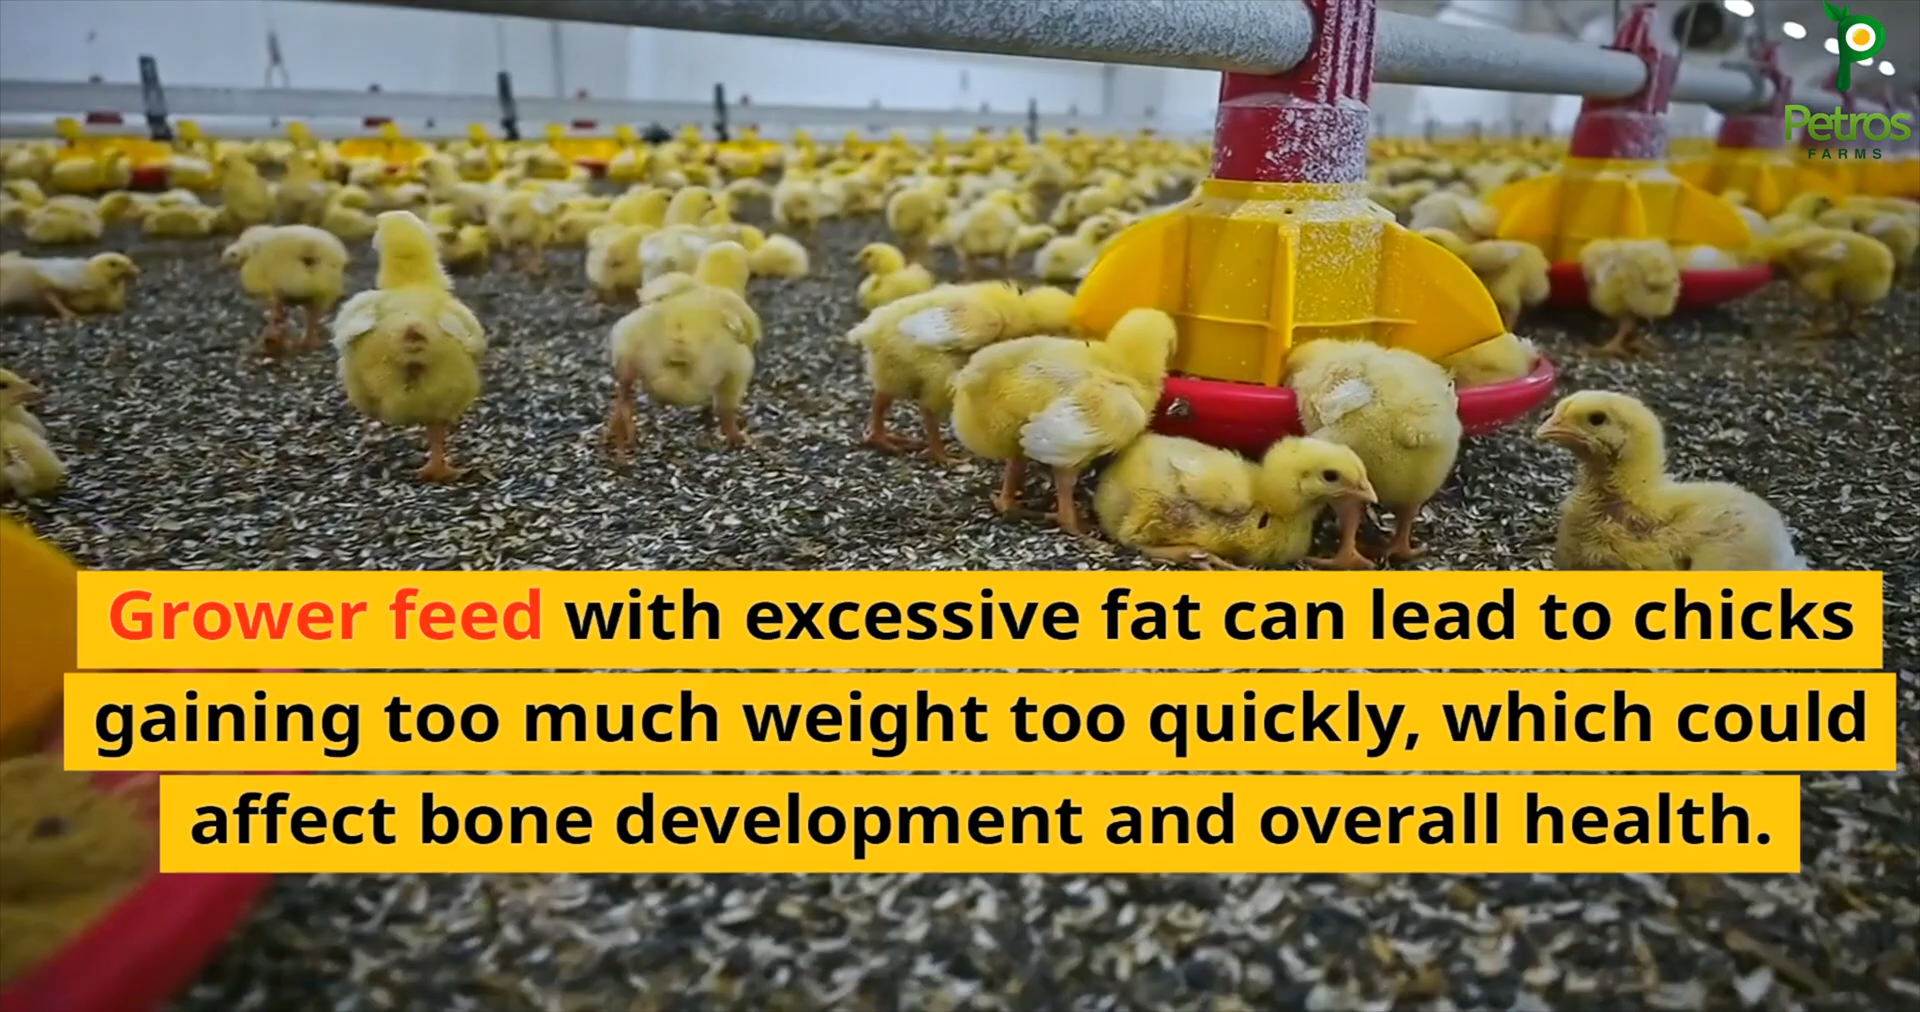 Petros
FARMS
Grower feed with excessive fat can lead to chicks
gaining too much weight too quickly, which could
affect bone development and overall health.